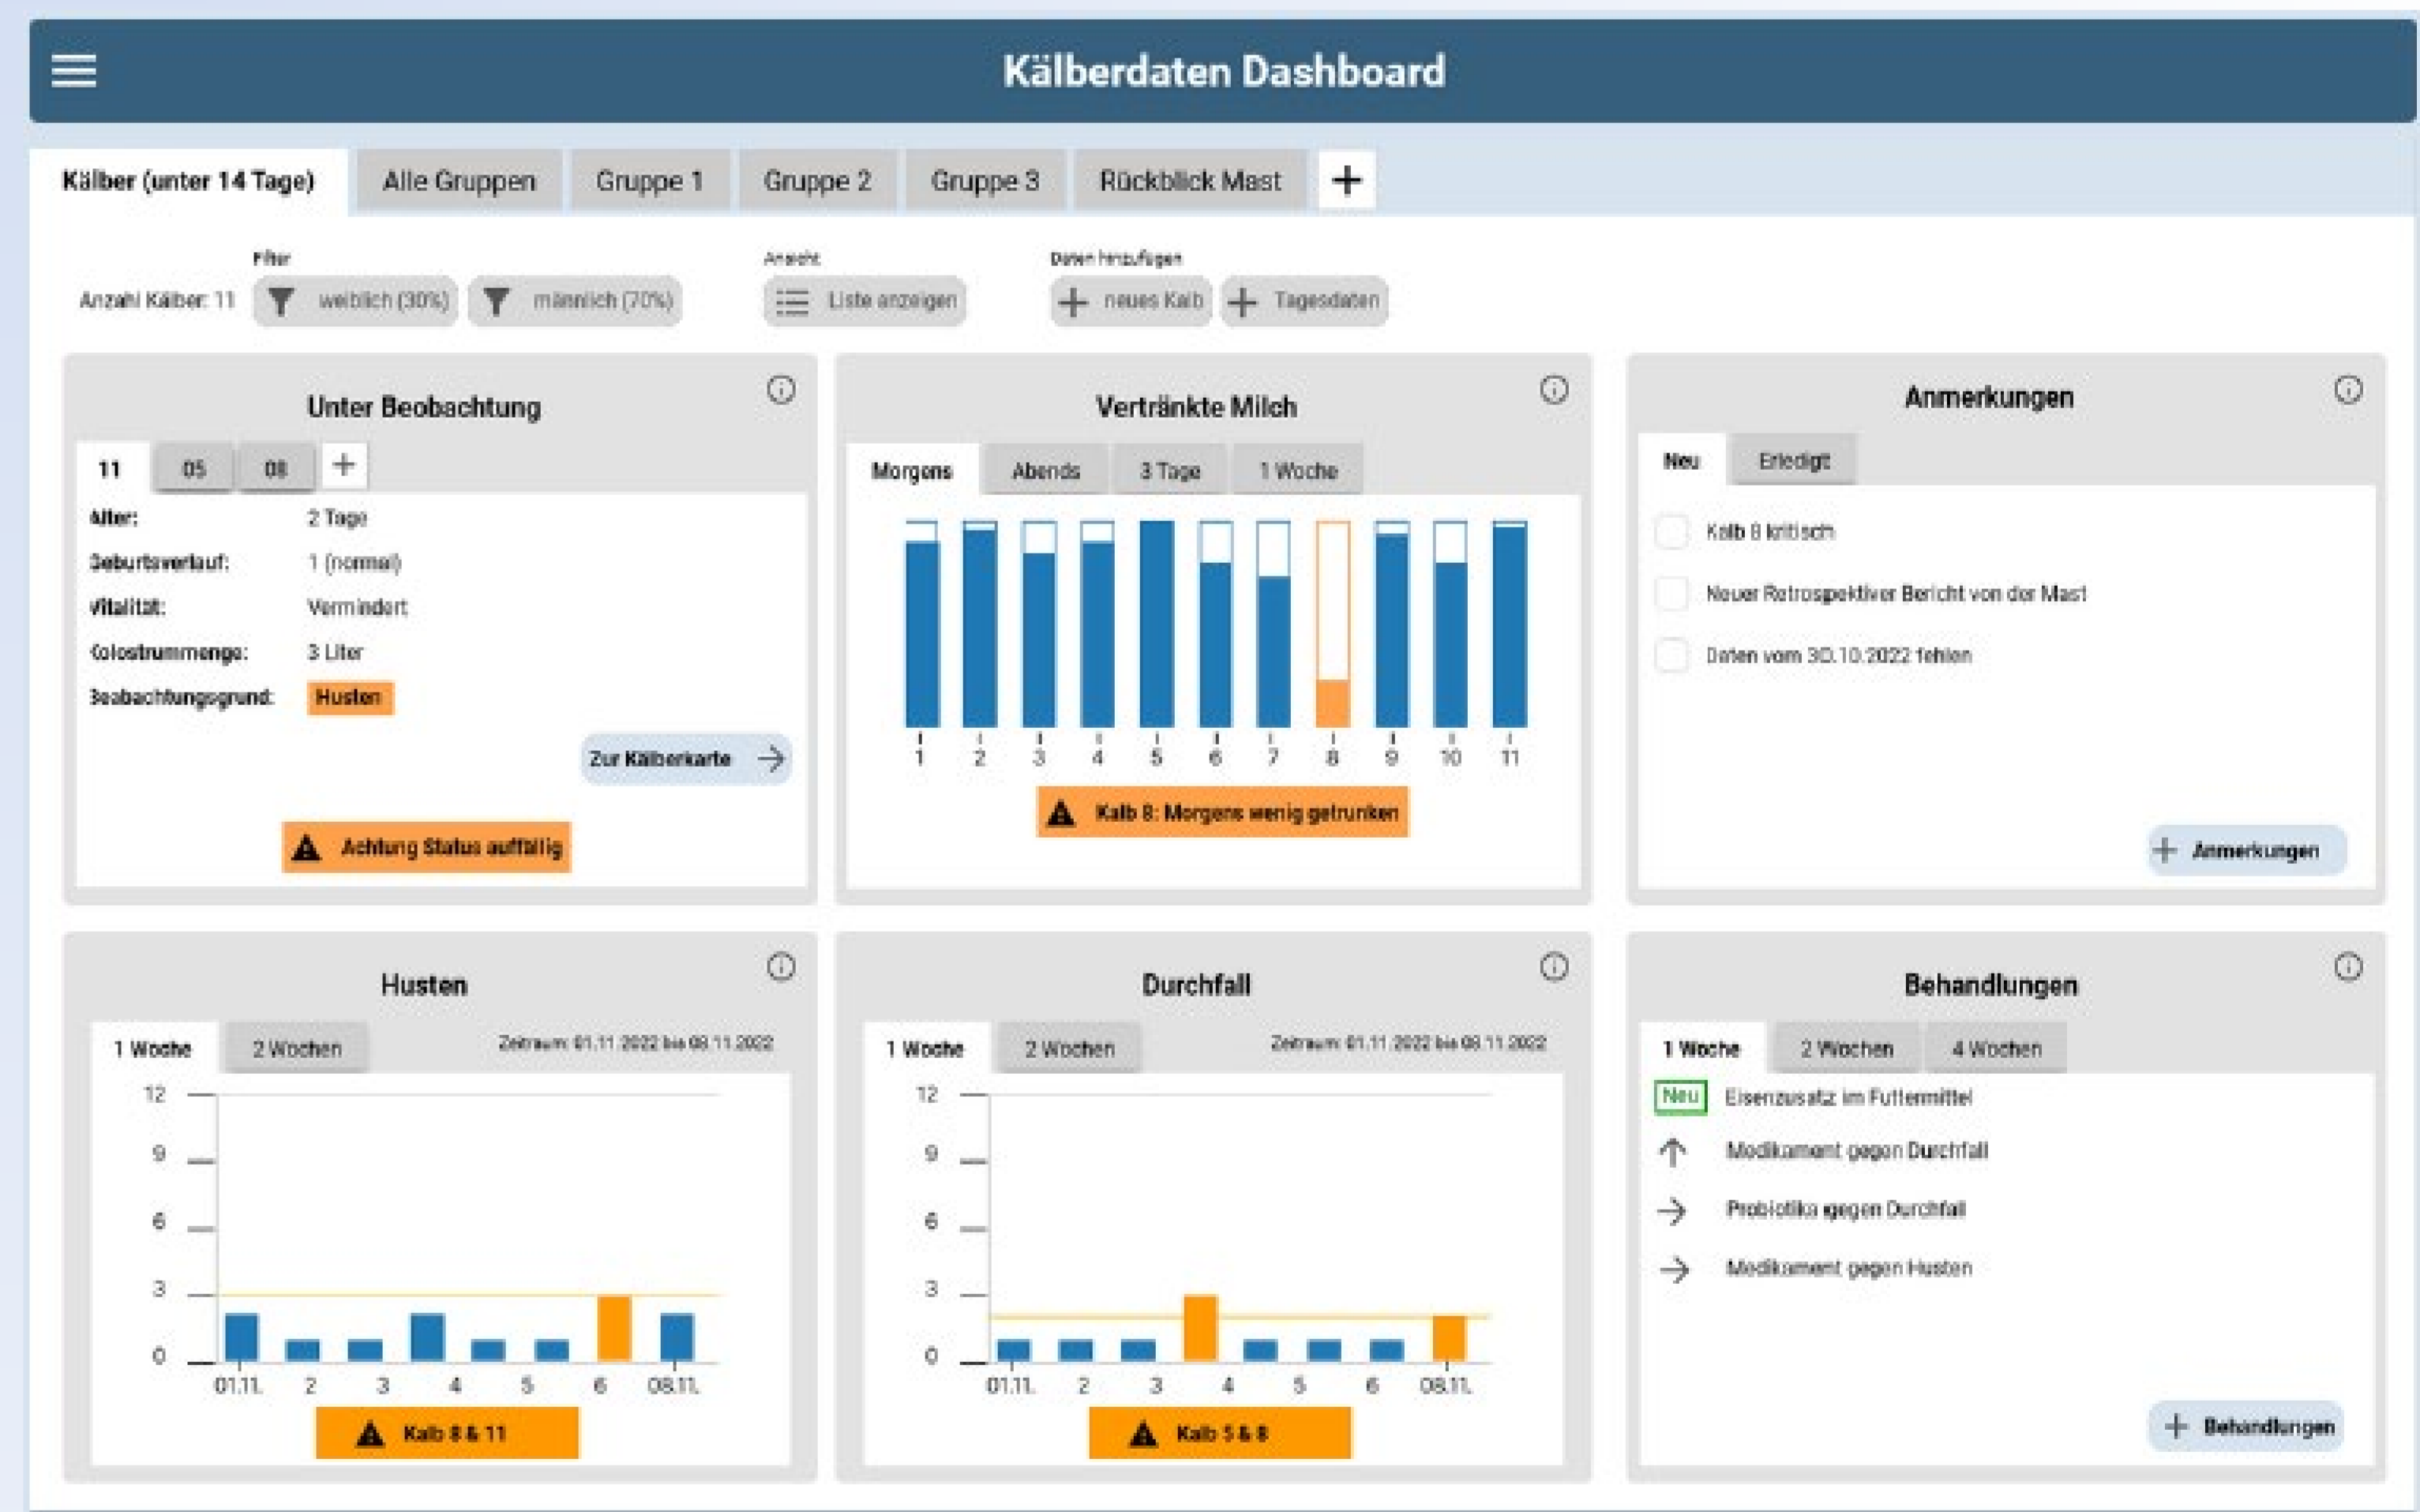 Kälberdaten Dashboard
Kälber (unter 14 Tage) Alle Gruppen Gruppe 1 Gruppe 2 Gruppe 3 Rückblick Mast +
Filter Ansicht Daten hinzufügen
Anzahl Kälber: 11 weiblich (30%) männlich (70%) Liste anzeigen + neues Kalb + Tagesdaten
Unter Beobachtung
11 05 08 +
Alter: 2 Tage
Geburtsverlauf: 1 (normal)
Vitalität: Vermindert
Kolostrummenge: 3 Liter
Beobachtungsgrund: Husten
Zur Kälberkarte →
Achtung Status auffällig
Vertränkte Milch
Morgens Abends 3 Tage 1 Woche
1 2 3 4 5 6 7 8 9 10 11
Kalb 8: Morgens wenig getrunken
Anmerkungen
Neu Erledigt
Kalb 8 kritisch
Neuer Retrospektiver Bericht von der Mast
Daten vom 30.10.2022 fehlen
+ Anmerkungen
Husten
1 Woche 2 Wochen Zeitraum: 01.11.2022 bis 08.11.2022
12
9
6
3
0
01.11. 2 3 4 5 6 08.11.
Kalb 8 & 11
Durchfall
1 Woche 2 Wochen Zeitraum: 01.11.2022 bis 08.11.2022
12
9
6
3
0
01.11. 2 3 4 5 6 08.11.
Kalb 5 & 8
Behandlungen
1 Woche 2 Wochen 4 Wochen
Neu Eisenzusatz im Futtermittel
↑ Medikament gegen Durchfall
→ Probiotika gegen Durchfall
→ Medikament gegen Husten
+ Behandlungen